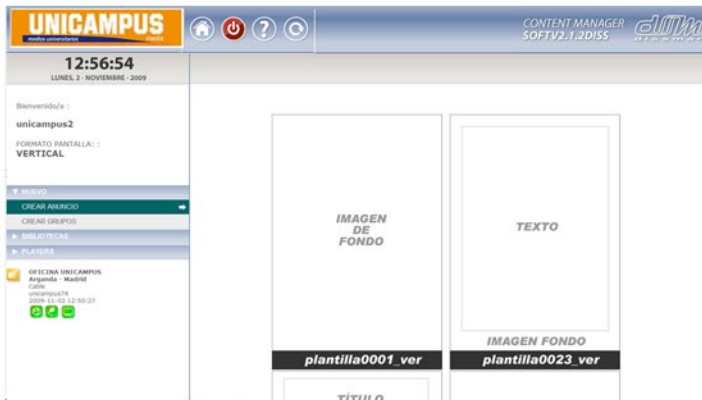 UNICAMPUS
medios universitarios
media
CONTENT MANAGER
SOFTV2.1.2DISS
12:56:54
LUNES, 2 - NOVIEMBRE - 2009
Bienvenido/a :
unicampus2
FORMATO PANTALLA: :
VERTICAL
NUEVO
CREAR ANUNCIO
CREAR GRUPOS
BIBLIOTECAS
PLAYERS
OFICINA UNICAMPUS
Arganda - Madrid
Cable
unicampus74
2009-11-02 12:50:27
IMAGEN
DE
FONDO
plantilla0001_ver
TEXTO
IMAGEN FONDO
plantilla0023_ver
TÍTULO